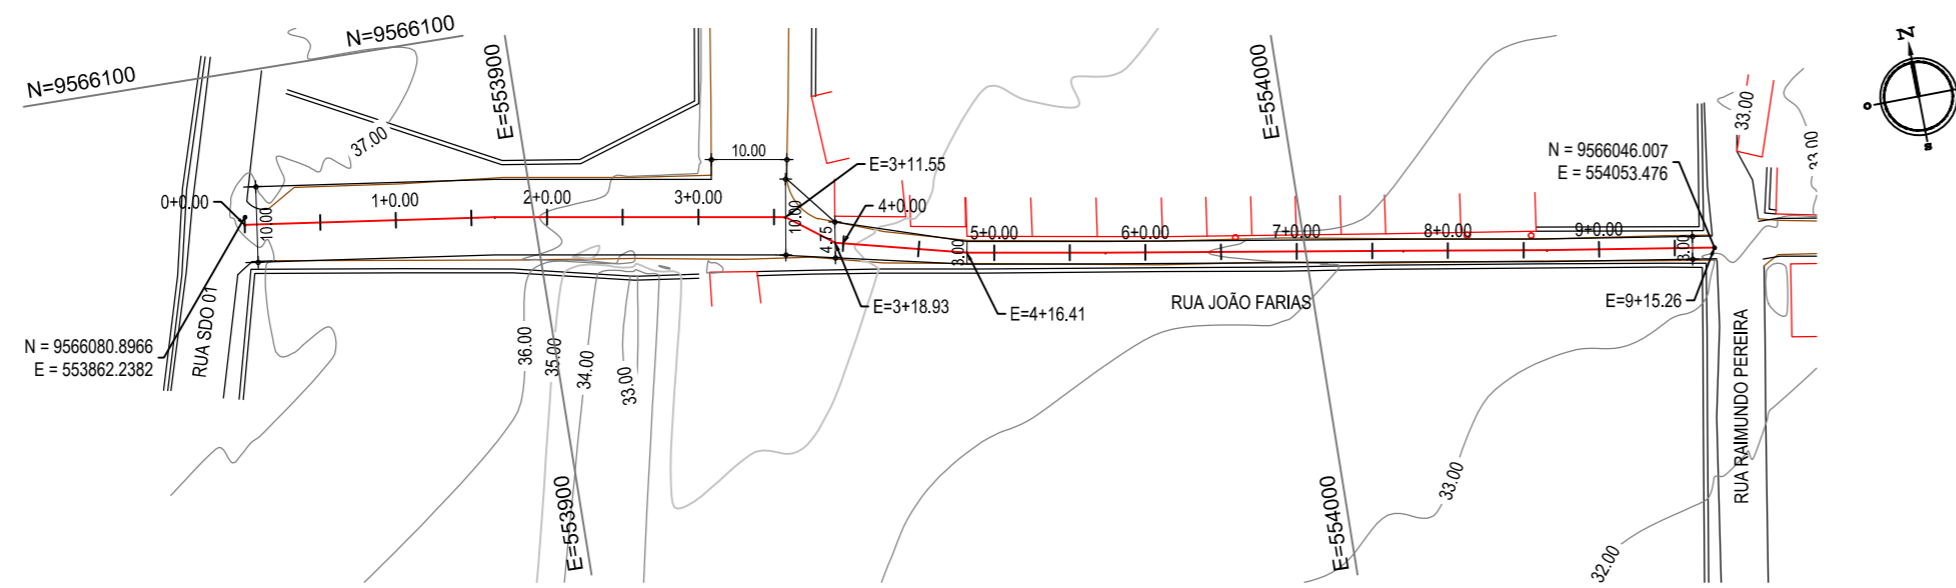 N=9566100
N=9566100
E=553900
E=554000
N
O
S
37.00
10.00
E=3+11.55
N = 9566046.007
E = 554053.476
33.00
33.00
0+0.00
10.00
1+0.00
2+0.00
3+0.00
10.00
4.75
4+0.00
3.00
5+0.00
6+0.00
7+0.00
8+0.00
9+0.00
3.00
E=3+18.93
E=4+16.41
RUA JOÃO FARIAS
E=9+15.26
N = 9566080.8966
E = 553862.2382
RUA SDO 01
36.00
35.00
34.00
33.00
RUA RAIMUNDO PEREIRA
E=553900
E=554000
33.00
32.00